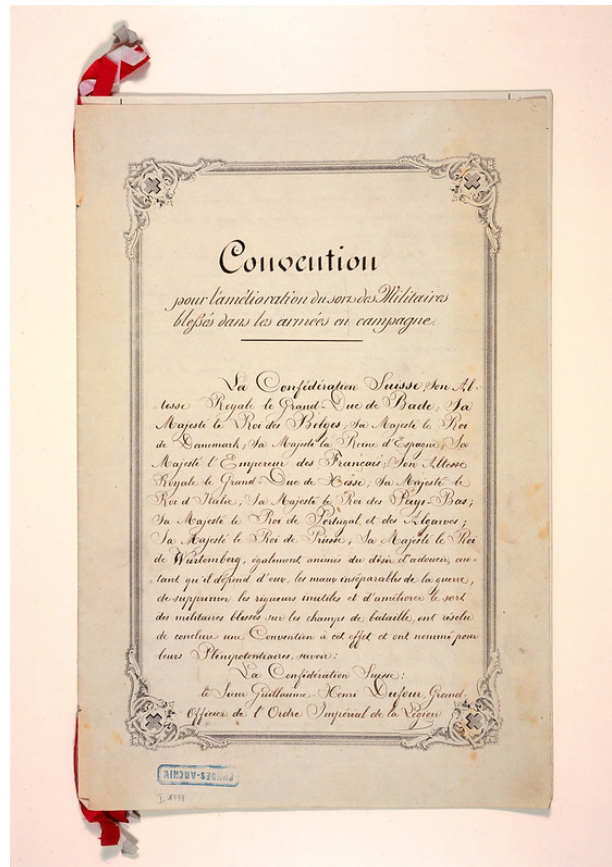 Convention
pour l'amélioration du sort des Militaires
blessés dans les armées en campagne.
La Confédération Suisse; Son Al-
tesse Royale le Grand-Duc de Bade; Sa
Majesté le Roi des Belges; Sa Majesté le Roi
de Danemark; Sa Majesté la Reine d'Espagne; Sa
Majesté l'Empereur des Français; Son Altesse
Royale le Grand-Duc de Hesse; Sa Majesté le
Roi d'Italie; Sa Majesté le Roi des Pays-Bas;
Sa Majesté le Roi de Portugal et des Algarves;
Sa Majesté le Roi de Prusse; Sa Majesté le Roi
de Würtemberg, également animés du désir d'adoucir, au-
tant qu'il dépend d'eux, les maux inséparables de la guerre,
de supprimer les rigueurs inutiles et d'améliorer le sort
des militaires blessés sur les champs de bataille, ont résolu
de conclure une Convention à cet effet et ont nommé pour
leurs Plénipotentiaires, savoir:
La Confédération Suisse:
le Sieur Guillaume-Henri Dufour, Grand
Officier de l'Ordre Impérial de la Légion
BUNDES-ARCHIV